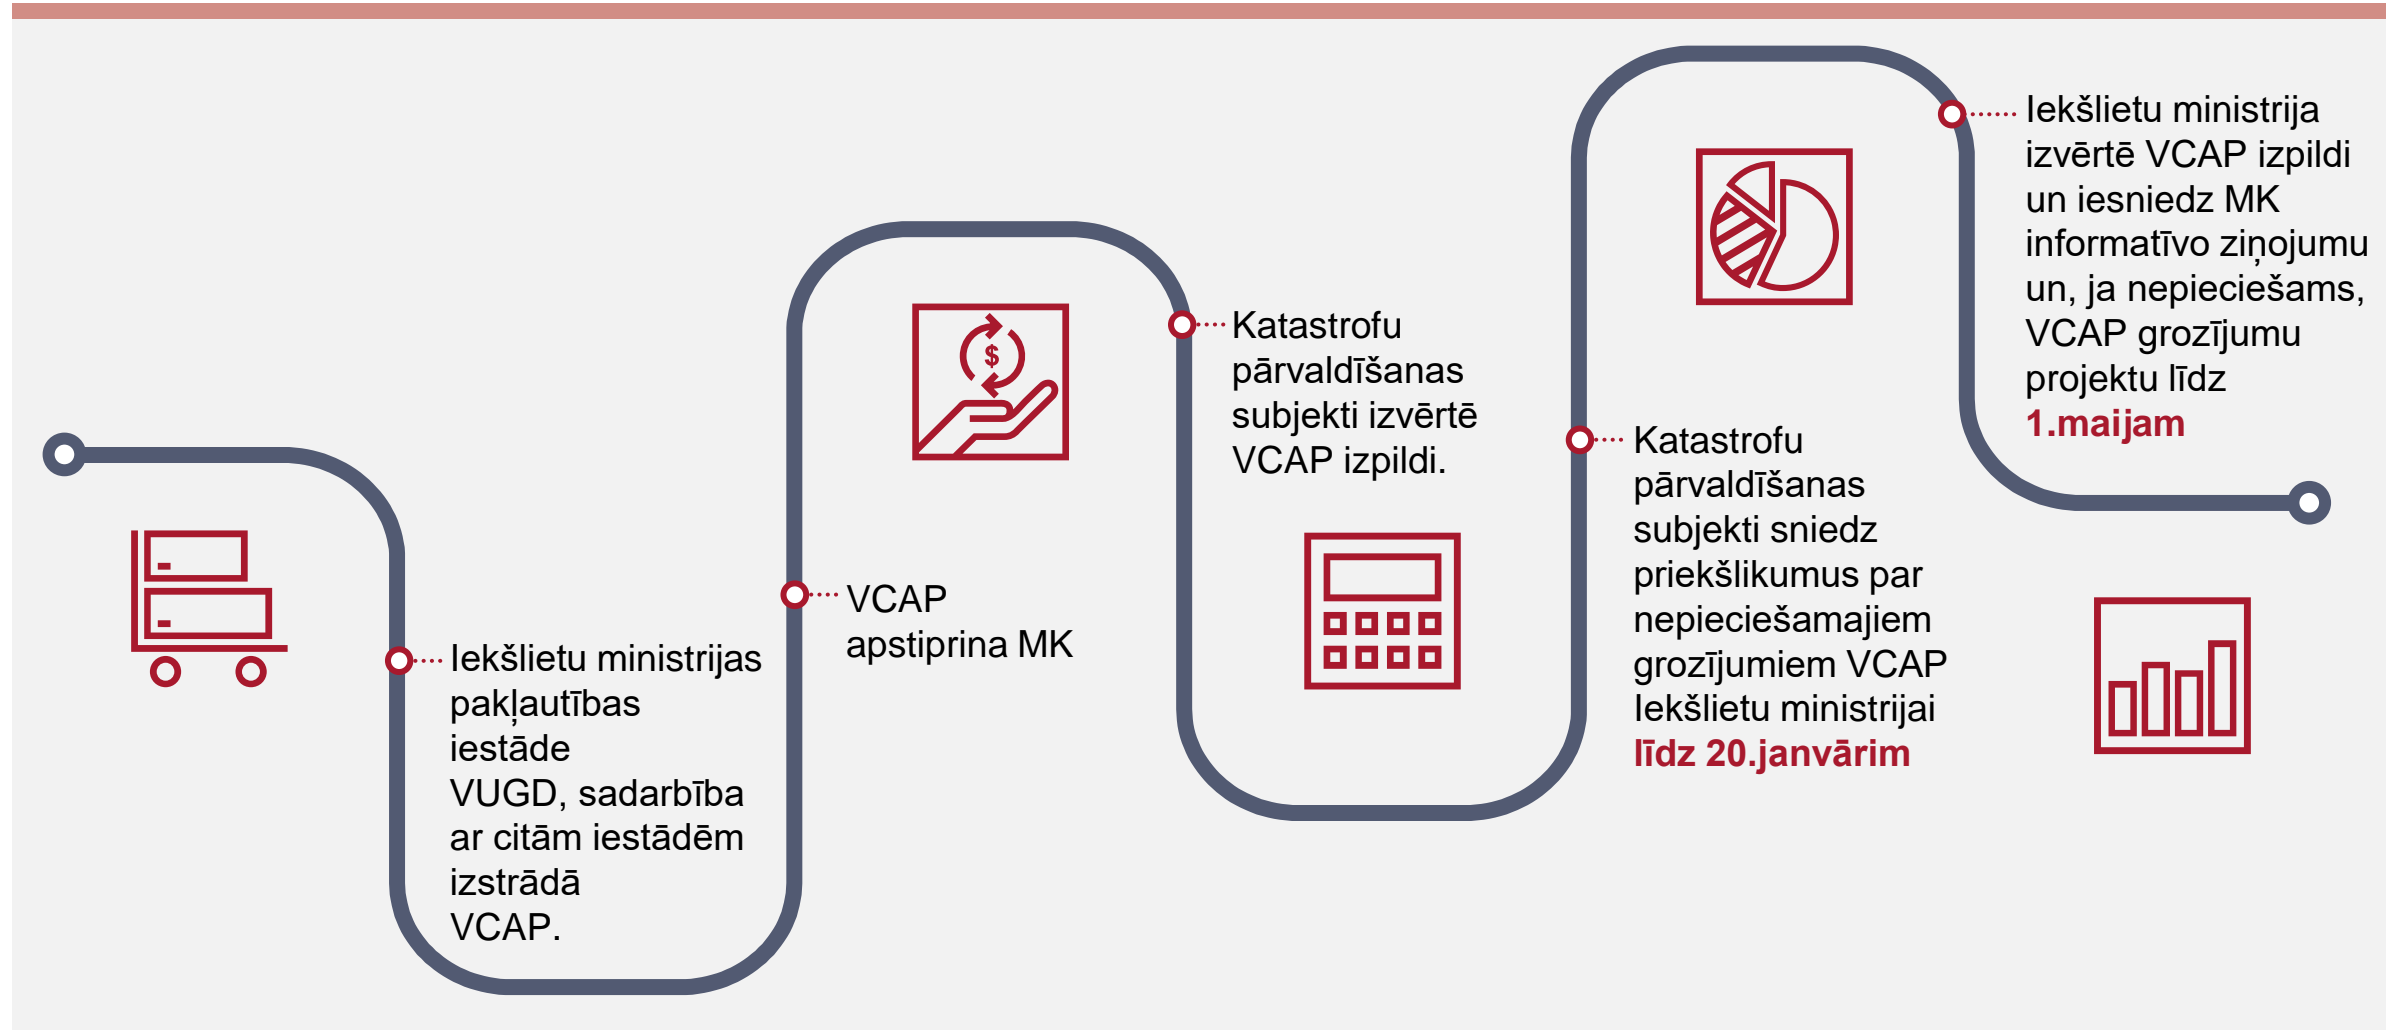 Iekšlietu ministrijas
pakļautības
iestāde
VUGD, sadarbība
ar citām iestādēm
izstrādā
VCAP.
VCAP
apstiprina MK
$
Katastrofu
pārvaldīšanas
subjekti izvērtē
VCAP izpildi.
Katastrofu
pārvaldīšanas
subjekti sniedz
priekšlikumus par
nepieciešamajiem
grozījumiem VCAP
Iekšlietu ministrijai
līdz 20.janvārim
Iekšlietu ministrija
izvērtē VCAP izpildi
un iesniedz MK
informatīvo ziņojumu
un, ja nepieciešams,
VCAP grozījumu
projektu līdz
1.maijam